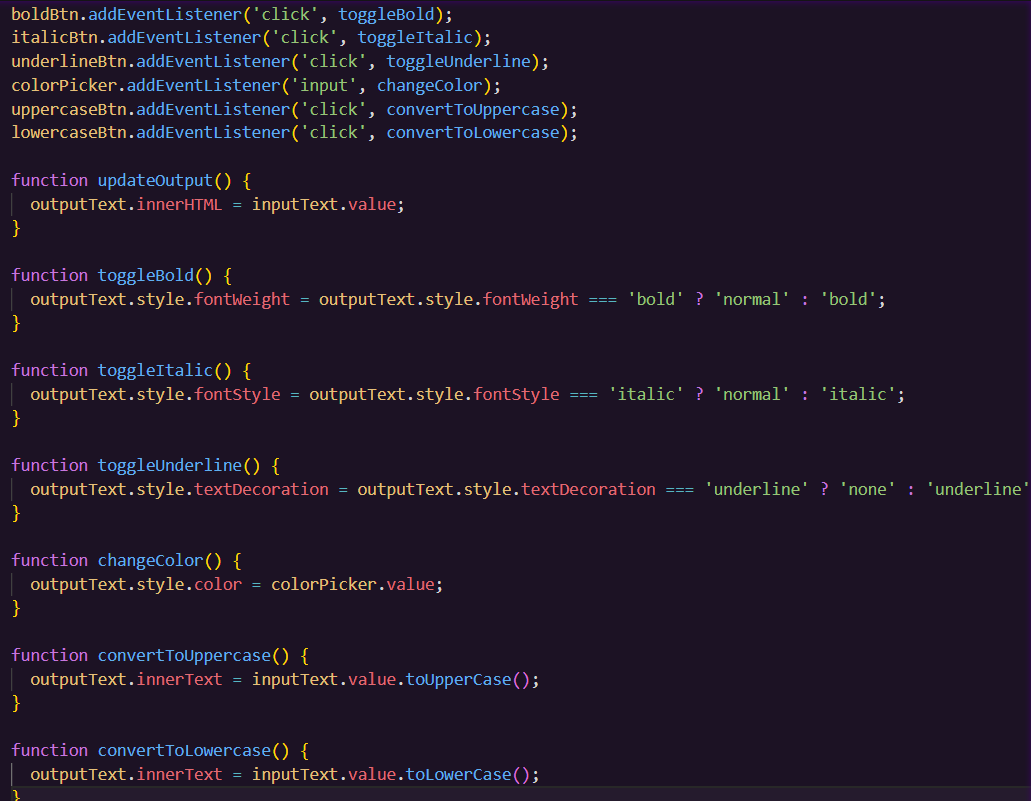 boldBtn.addEventListener('click', toggleBold);
italicBtn.addEventListener('click', toggleItalic);
underlineBtn.addEventListener('click', toggleUnderline);
colorPicker.addEventListener('input', changeColor);
uppercaseBtn.addEventListener('click', convertToUppercase);
lowercaseBtn.addEventListener('click', convertToLowercase);

function updateOutput() {
  outputText.innerHTML = inputText.value;
}

function toggleBold() {
  outputText.style.fontWeight = outputText.style.fontWeight === 'bold' ? 'normal' : 'bold';
}

function toggleItalic() {
  outputText.style.fontStyle = outputText.style.fontStyle === 'italic' ? 'normal' : 'italic';
}

function toggleUnderline() {
  outputText.style.textDecoration = outputText.style.textDecoration === 'underline' ? 'none' : 'underline'
}

function changeColor() {
  outputText.style.color = colorPicker.value;
}

function convertToUppercase() {
  outputText.innerText = inputText.value.toUpperCase();
}

function convertToLowercase() {
  outputText.innerText = inputText.value.toLowerCase();
}